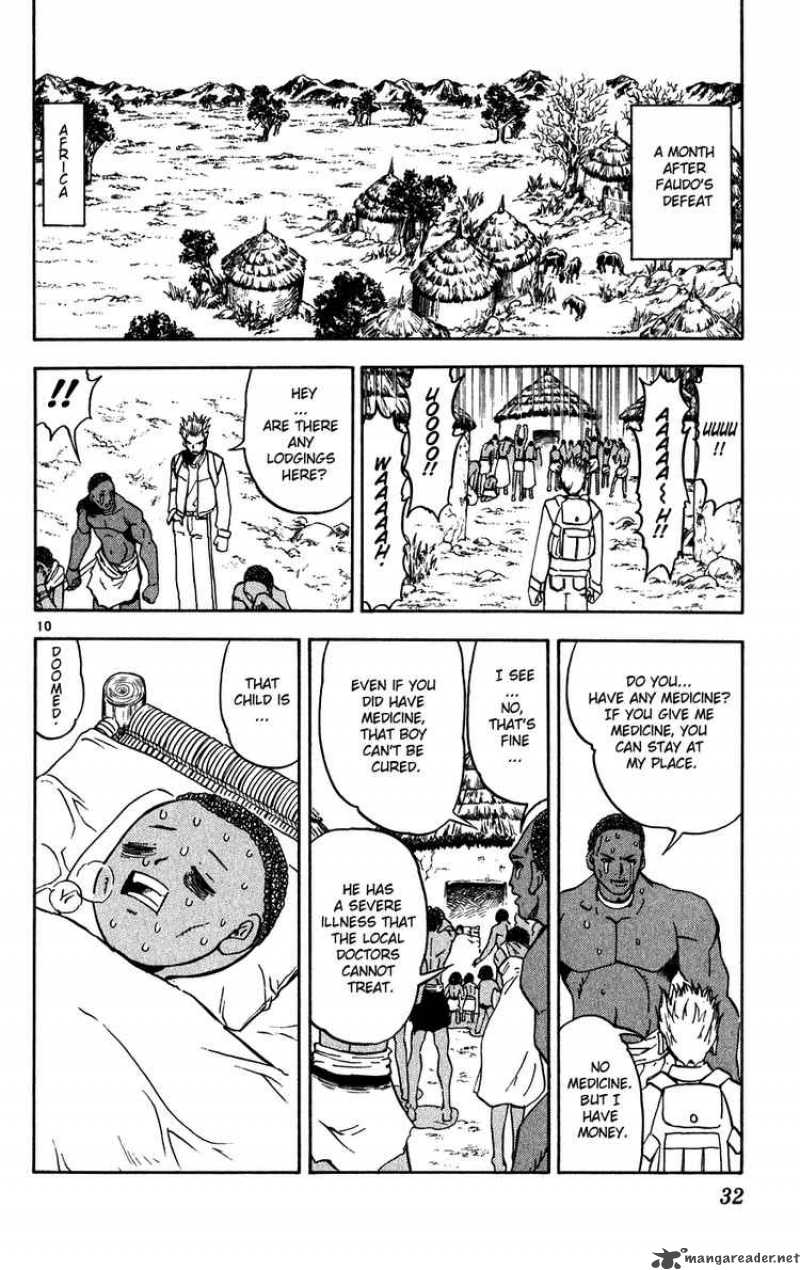 A MONTH
AFTER
FAUDO'S
DEFEAT
AFRICA
UUUU
!!
AAAAA~H!!
UOOOO!!
WAAAAAH.
HEY
...
ARE THERE
ANY
LODGINGS
HERE?
!!
10
DO YOU...
HAVE ANY MEDICINE?
IF YOU GIVE ME
MEDICINE, YOU
CAN STAY AT
MY PLACE.
NO
MEDICINE.
BUT I
HAVE
MONEY.
I SEE
...
NO,
THAT'S
FINE
...
EVEN IF YOU
DID HAVE
MEDICINE,
THAT BOY
CAN'T BE
CURED.
HE HAS
A SEVERE
ILLNESS THAT
THE LOCAL
DOCTORS
CANNOT
TREAT.
THAT
CHILD IS
...
DOOMED.
32
mangareader.net